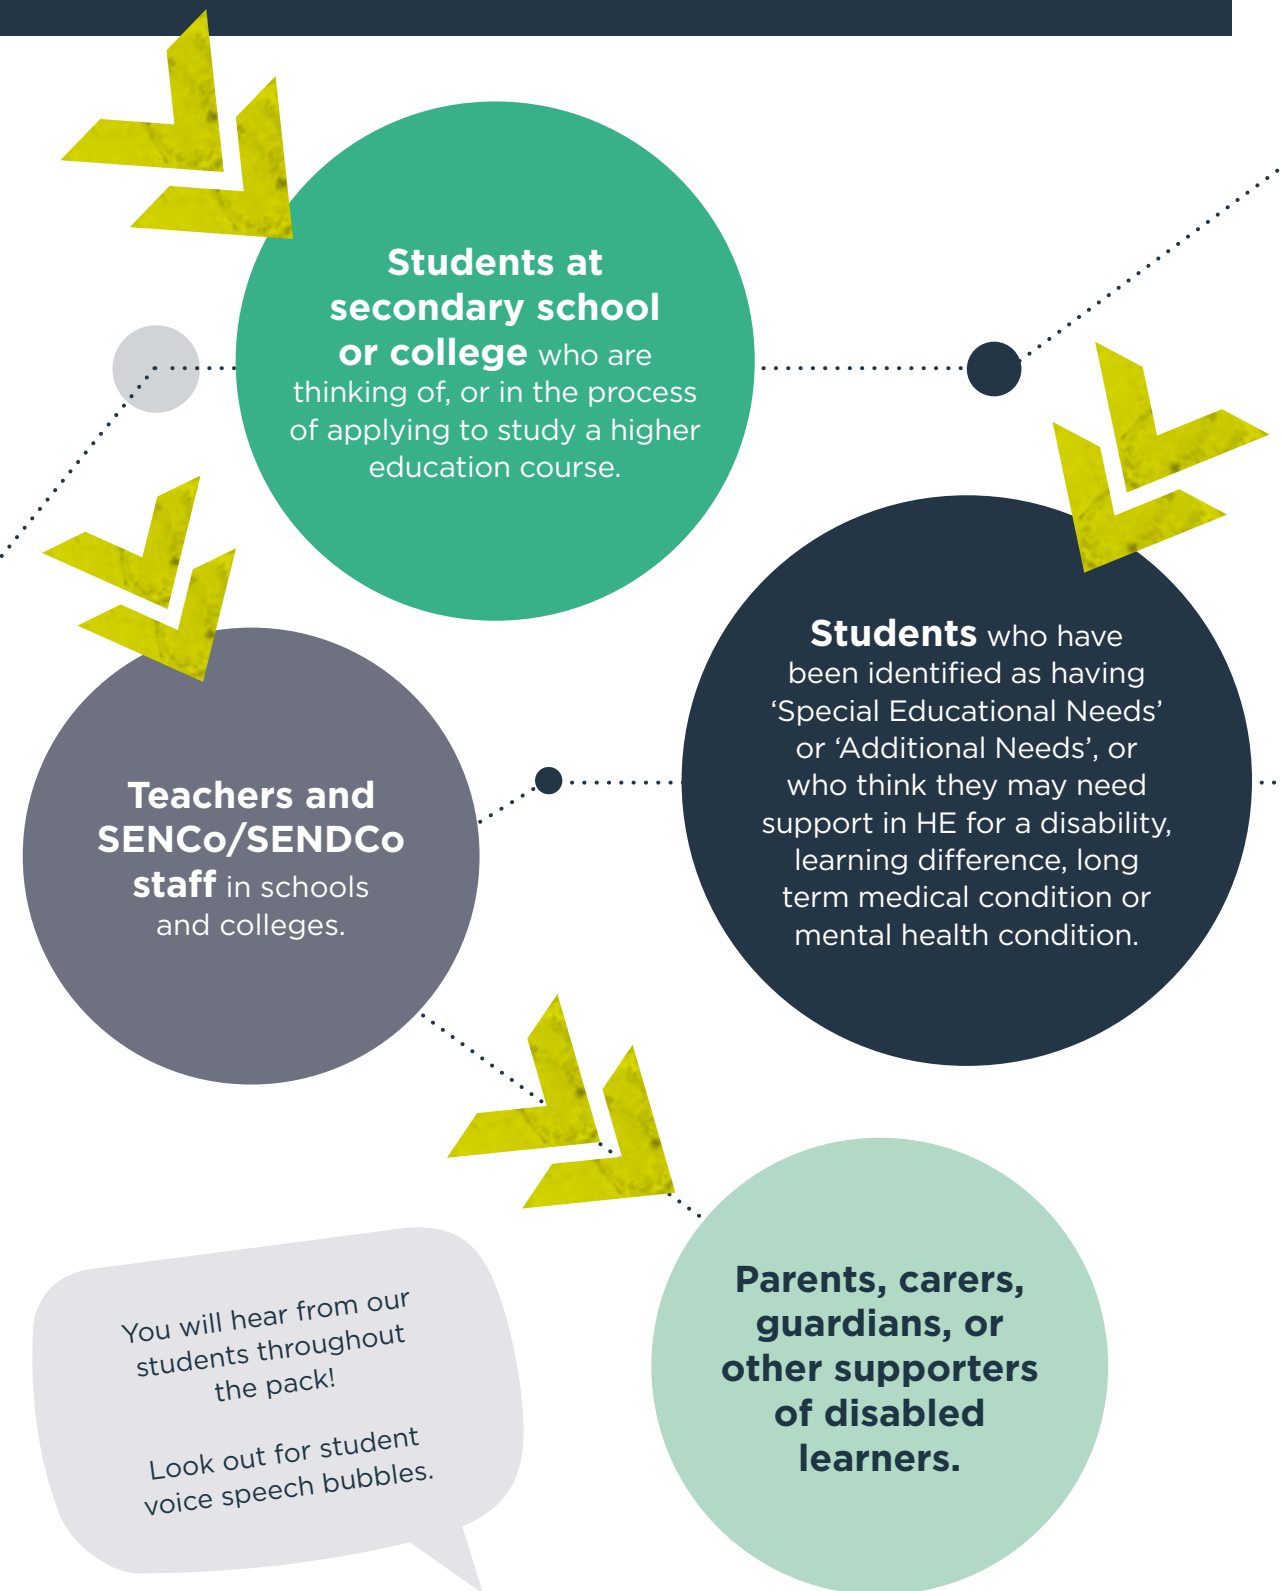 Students at
secondary school
or college who are
thinking of, or in the process
of applying to study a higher
education course.
Students who have
been identified as having
‘Special Educational Needs’
or ‘Additional Needs’, or
who think they may need
support in HE for a disability,
learning difference, long
term medical condition or
mental health condition.
Teachers and
SENCo/SENDCo
staff in schools
and colleges.
Parents, carers,
guardians, or
other supporters
of disabled
learners.
You will hear from our
students throughout
the pack!
Look out for student
voice speech bubbles.